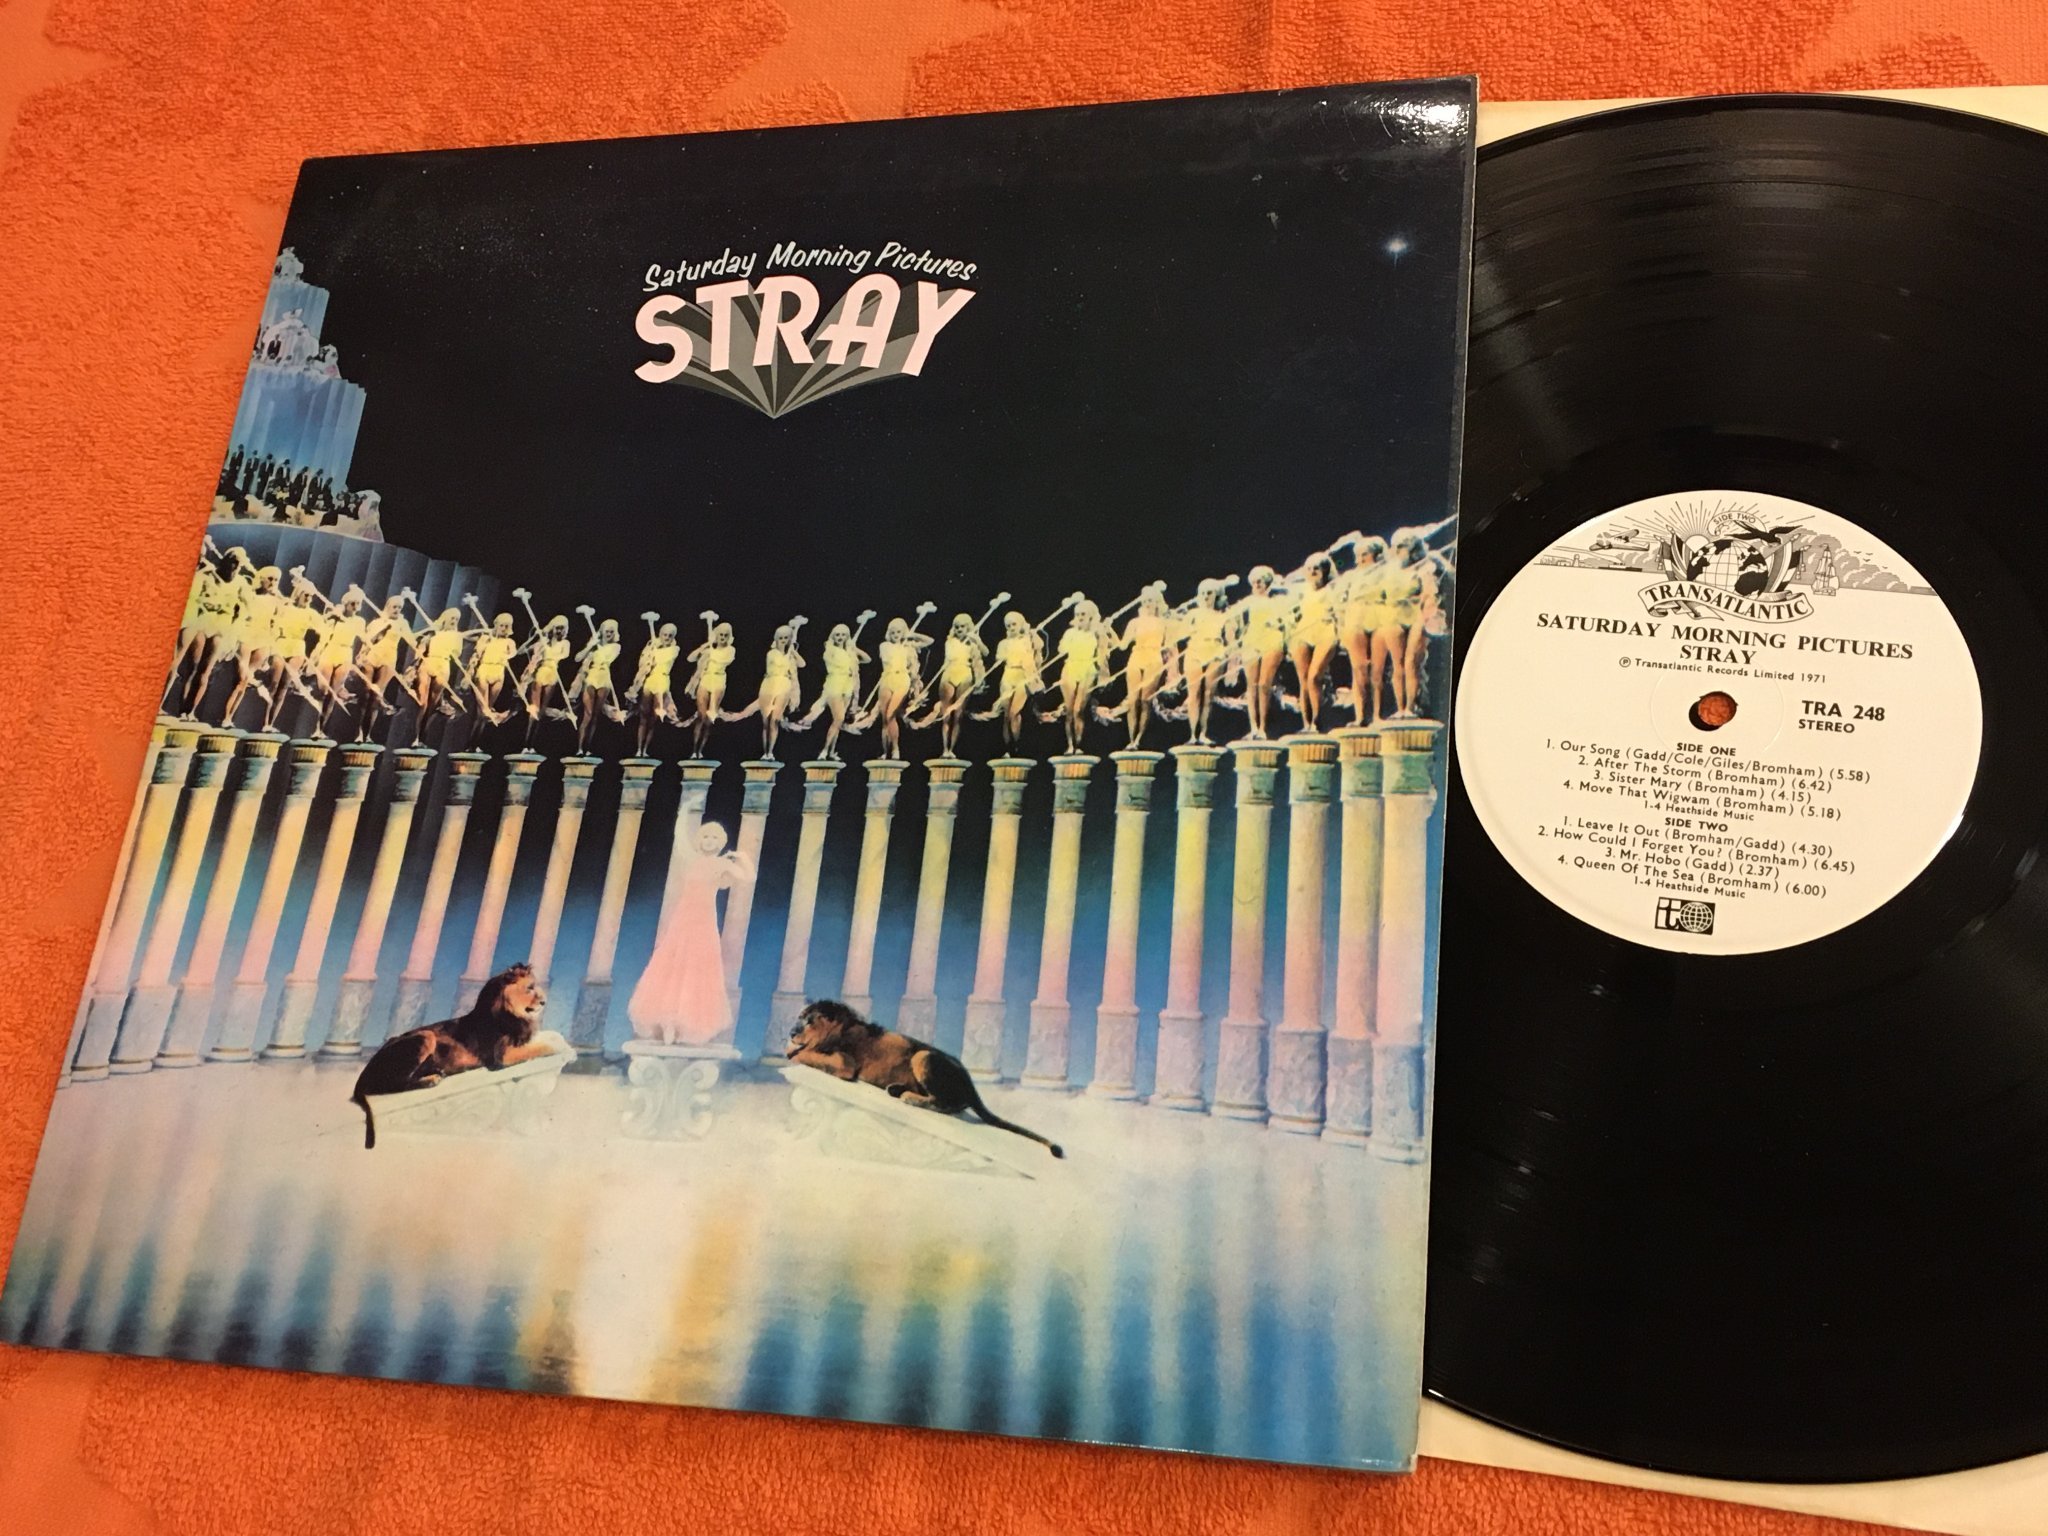 Saturday Morning Pictures
STRAY
SIDE TWO
TRANSATLANTIC
SATURDAY MORNING PICTURES
STRAY
℗ Transatlantic Records Limited 1971
TRA 248
STEREO
SIDE ONE
1. Our Song (Gadd/Cole/Giles/Bromham) (5.58)
2. After The Storm (Bromham) (6.42)
3. Sister Mary (Bromham) (4.15)
4. Move That Wigwam (Bromham) (5.18)
1-4 Heathside Music
SIDE TWO
1. Leave It Out (Bromham/Gadd) (4.30)
2. How Could I Forget You? (Bromham) (6.45)
3. Mr. Hobo (Gadd) (2.37)
4. Queen Of The Sea (Bromham) (6.00)
1-4 Heathside Music
it